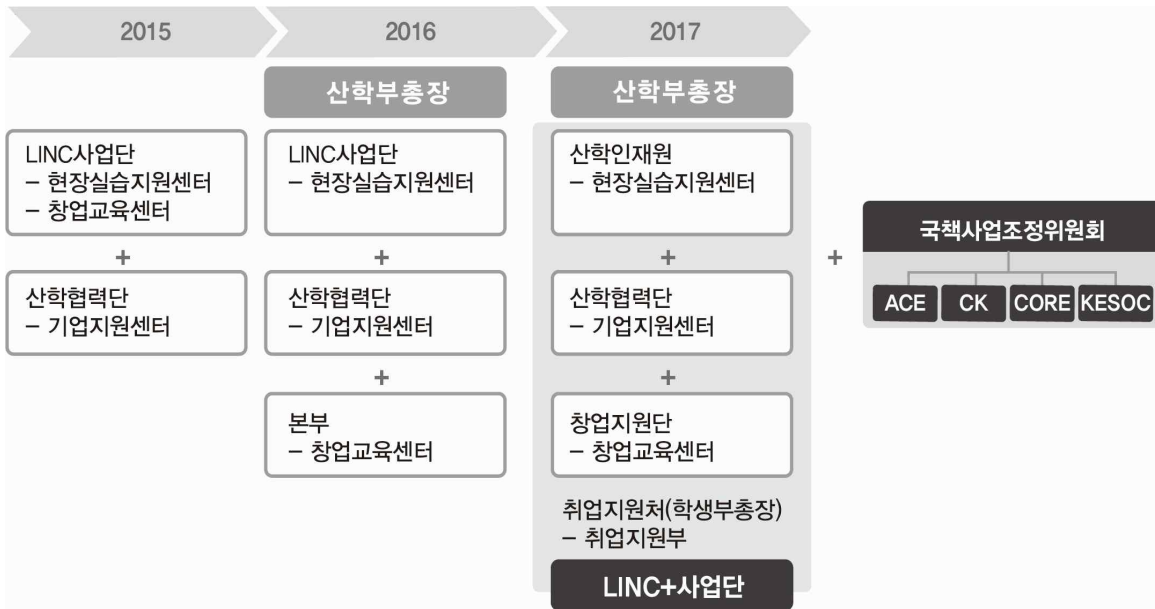 2015
2016
2017
산학부총장
산학부총장
LINC사업단
– 현장실습지원센터
– 창업교육센터
+
산학협력단
– 기업지원센터
LINC사업단
– 현장실습지원센터
+
산학협력단
– 기업지원센터
+
본부
– 창업교육센터
산학인재원
– 현장실습지원센터
+
산학협력단
– 기업지원센터
+
창업지원단
– 창업교육센터
취업지원처(학생부총장)
– 취업지원부
LINC+사업단
+
국책사업조정위원회
ACE
CK
CORE
KESOC